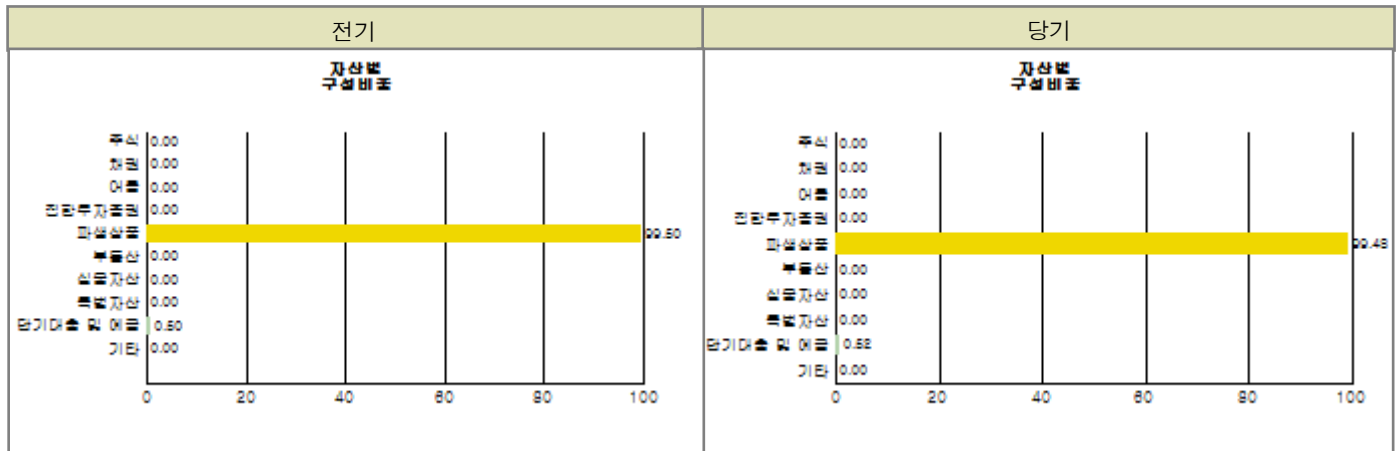 전기
당기
자산별
구성비중
주식 0.00
채권 0.00
어음 0.00
집합투자증권 0.00
파생상품 99.50
부동산 0.00
실물자산 0.00
특별자산 0.00
단기대출 및 예금 0.50
기타 0.00
0 20 40 60 80 100
자산별
구성비중
주식 0.00
채권 0.00
어음 0.00
집합투자증권 0.00
파생상품 99.48
부동산 0.00
실물자산 0.00
특별자산 0.00
단기대출 및 예금 0.52
기타 0.00
0 20 40 60 80 100